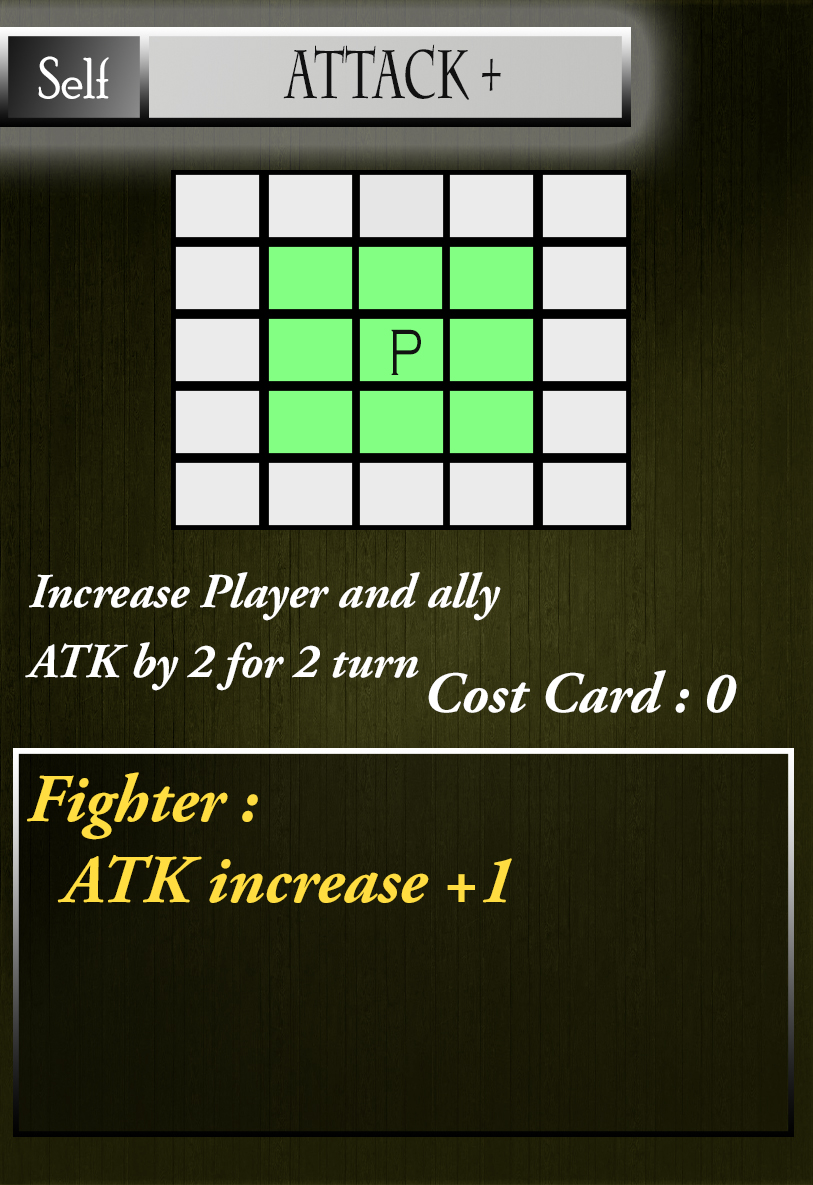 Self
ATTACK +
P
Increase Player and ally
ATK by 2 for 2 turn
Cost Card : 0
Fighter :
ATK increase +1